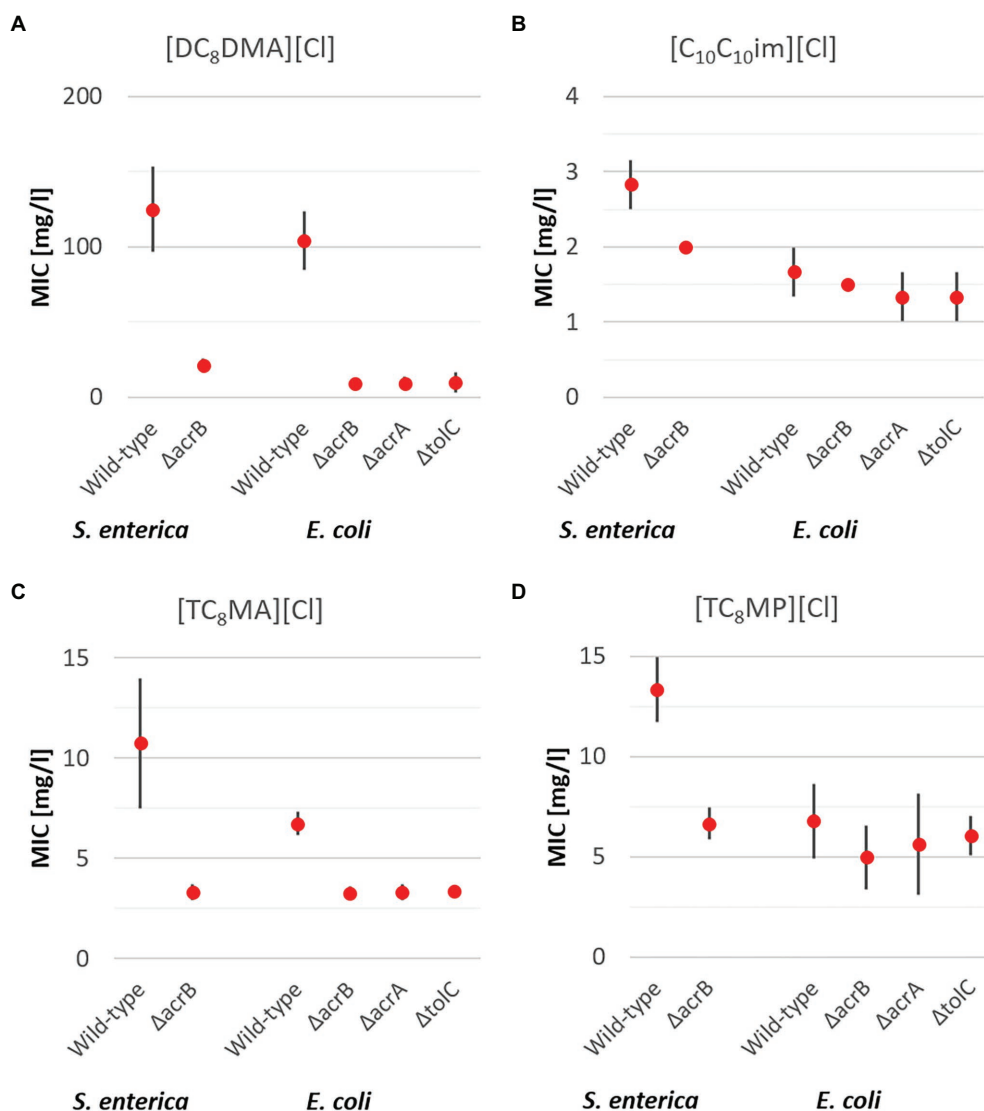 A
[DC₈DMA][Cl]
200
100
0
MIC [mg/l]
Wild-type
ΔacrB
Wild-type
ΔacrB
ΔacrA
ΔtolC
S. enterica
E. coli
B
[C₁₀C₁₀im][Cl]
4
3
2
1
0
MIC [mg/l]
Wild-type
ΔacrB
Wild-type
ΔacrB
ΔacrA
ΔtolC
S. enterica
E. coli
C
[TC₈MA][Cl]
15
10
5
0
MIC [mg/l]
Wild-type
ΔacrB
Wild-type
ΔacrB
ΔacrA
ΔtolC
S. enterica
E. coli
D
[TC₈MP][Cl]
15
10
5
0
MIC [mg/l]
Wild-type
ΔacrB
Wild-type
ΔacrB
ΔacrA
ΔtolC
S. enterica
E. coli